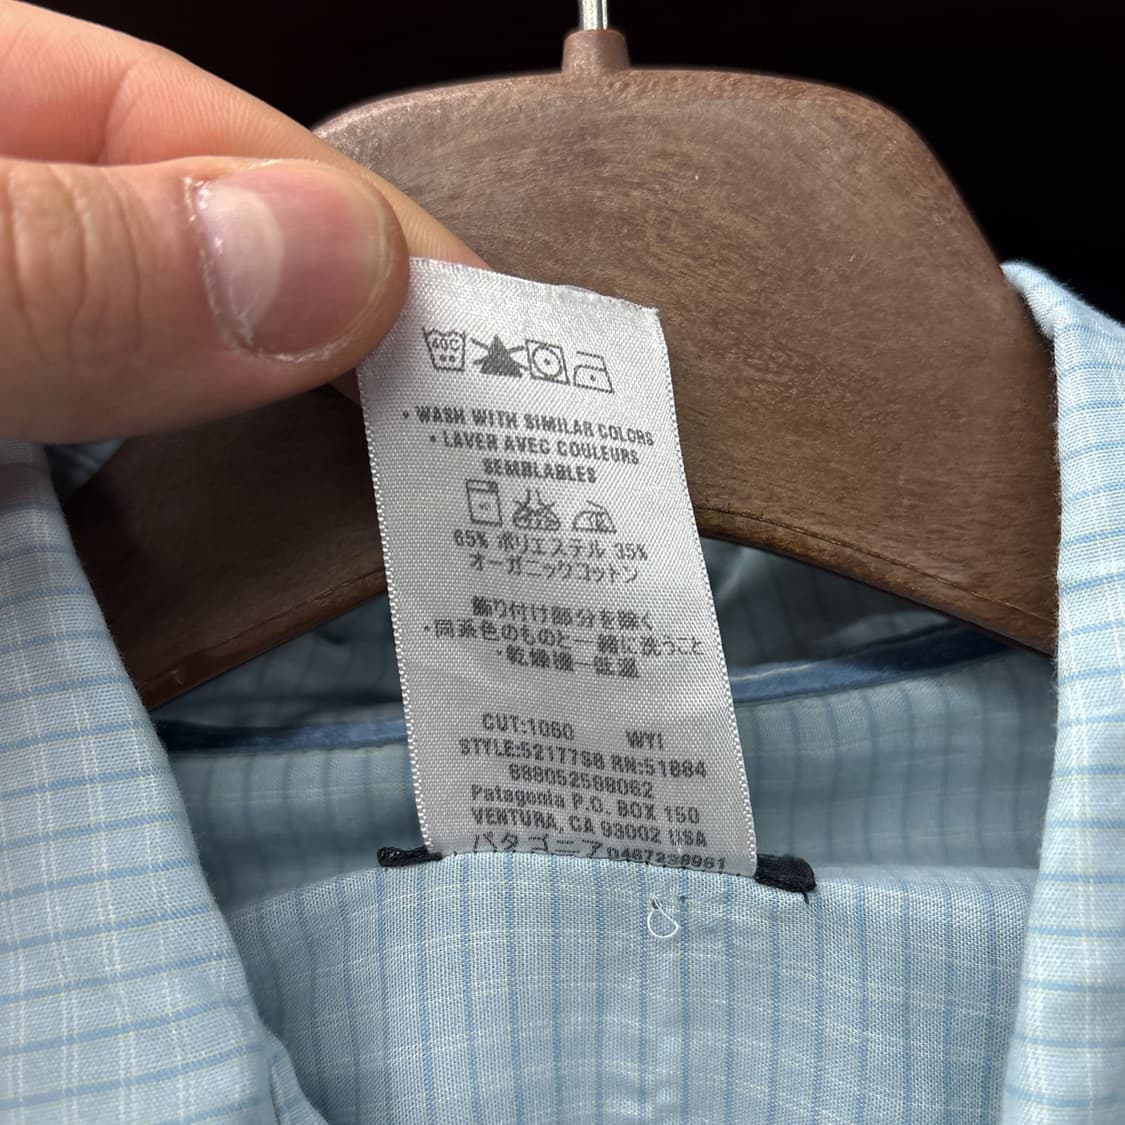 40C
• WASH WITH SIMILAR COLORS
• LAVER AVEC COULEURS
SEMBLABLES
65% ポリエステル 35%
オーガニックコットン
飾り付け部分を除く
・同系色のものと一緒に洗うこと
・乾燥機一低温
CUT:1060 WY1
STYLE:52177S8 RN:51884
Patagonia P.O. BOX 150
VENTURA, CA 93002 USA
パタゴニア